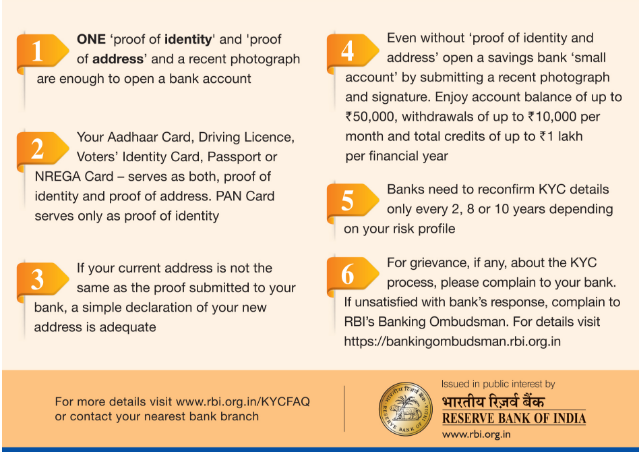 1
ONE 'proof of identity' and 'proof
of address' and a recent photograph
are enough to open a bank account
2
Your Aadhaar Card, Driving Licence,
Voters' Identity Card, Passport or
NREGA Card – serves as both, proof of
identity and proof of address. PAN Card
serves only as proof of identity
3
If your current address is not the
same as the proof submitted to your
bank, a simple declaration of your new
address is adequate
4
Even without 'proof of identity and
address' open a savings bank 'small
account' by submitting a recent photograph
and signature. Enjoy account balance of up to
₹50,000, withdrawals of up to ₹10,000 per
month and total credits of up to ₹1 lakh
per financial year
5
Banks need to reconfirm KYC details
only every 2, 8 or 10 years depending
on your risk profile
6
For grievance, if any, about the KYC
process, please complain to your bank.
If unsatisfied with bank's response, complain to
RBI's Banking Ombudsman. For details visit
https://bankingombudsman.rbi.org.in
For more details visit www.rbi.org.in/KYCFAQ
or contact your nearest bank branch
Issued in public interest by
भारतीय रिज़र्व बैंक
RESERVE BANK OF INDIA
www.rbi.org.in